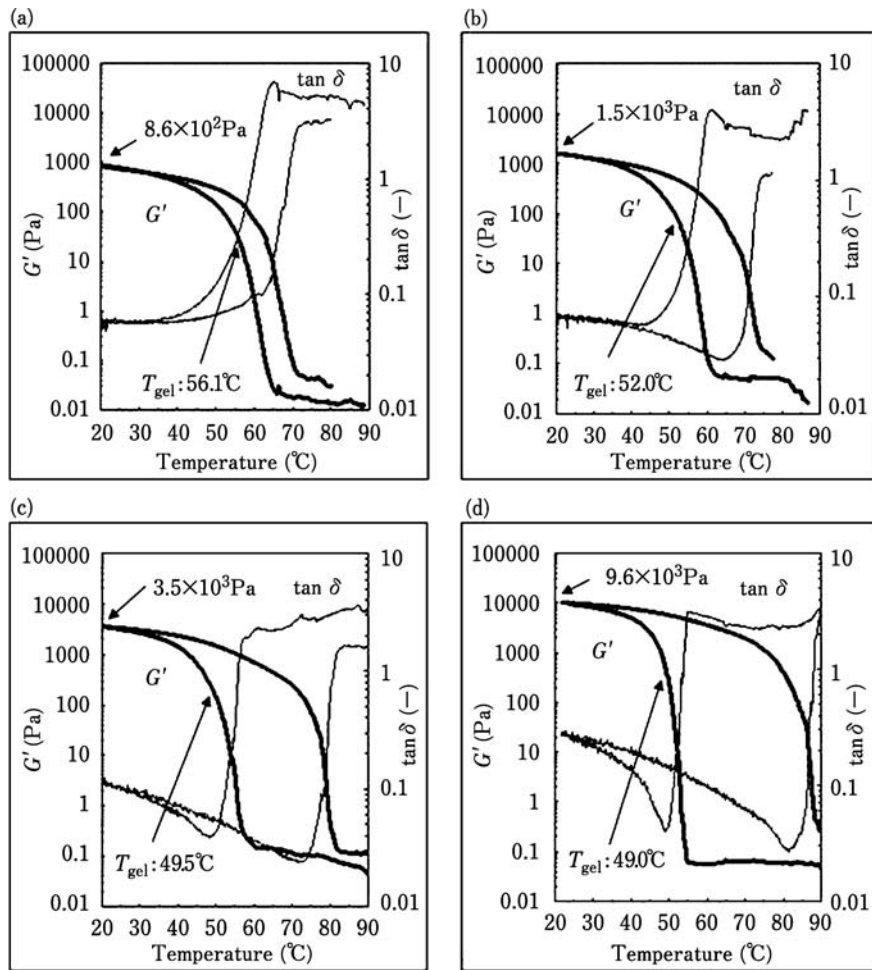 (a)
(b)
100000
10000
1000
100
10
1
0.1
0.01
G′ (Pa)
10
1
0.1
0.01
tan δ (—)
tan δ
8.6×10²Pa
G′
Tgel:56.1℃
20 30 40 50 60 70 80 90
Temperature (℃)
100000
10000
1000
100
10
1
0.1
0.01
G′ (Pa)
10
1
0.1
0.01
tan δ (—)
tan δ
1.5×10³Pa
G′
Tgel:52.0℃
20 30 40 50 60 70 80 90
Temperature (℃)
(c)
(d)
100000
10000
1000
100
10
1
0.1
0.01
G′ (Pa)
10
1
0.1
0.01
tan δ (—)
3.5×10³Pa
tan δ
G′
Tgel:49.5℃
20 30 40 50 60 70 80 90
Temperature (℃)
100000
10000
1000
100
10
1
0.1
0.01
G′ (Pa)
10
1
0.1
0.01
tan δ (—)
9.6×10³Pa
tan δ
G′
Tgel:49.0℃
20 30 40 50 60 70 80 90
Temperature (℃)